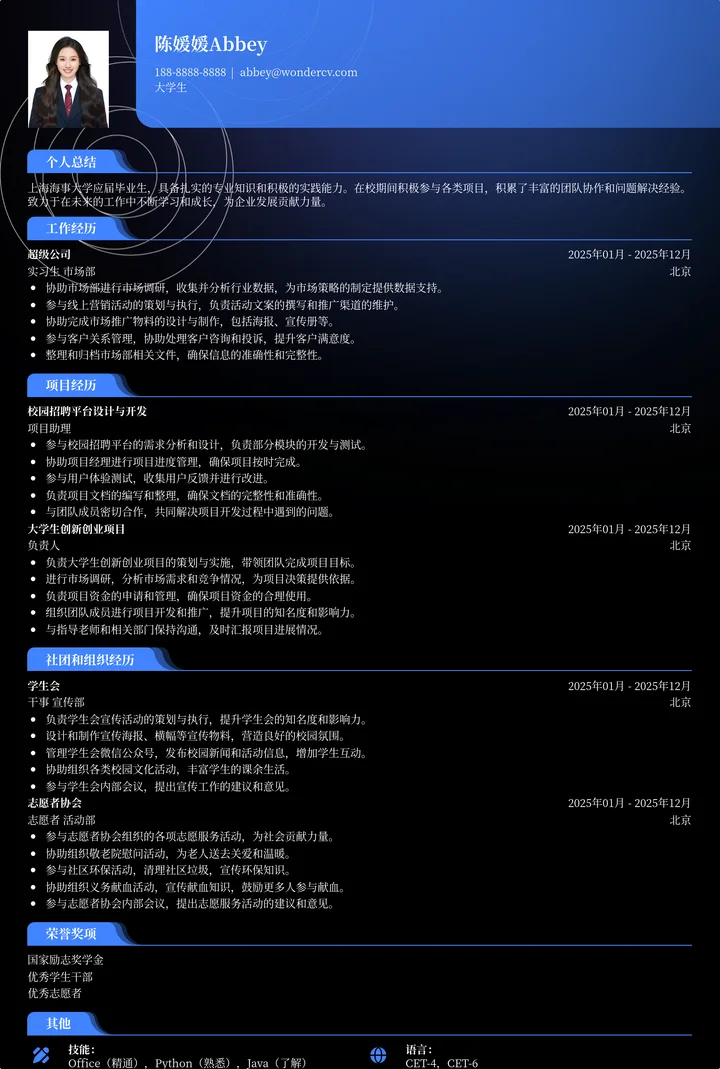 陈媛媛Abbey
188-8888-8888 | abbey@wondercv.com
大学生
个人总结
上海海事大学应届毕业生，具备扎实的专业知识和积极的实践能力。在校期间积极参与各类项目，积累了丰富的团队协作和问题解决经验。
致力于在未来的工作中不断学习和成长，为企业发展贡献力量。
工作经历
超级公司 2025年01月 - 2025年12月
实习生 市场部 北京
• 协助市场部进行市场调研，收集并分析行业数据，为市场策略的制定提供数据支持。
• 参与线上营销活动的策划与执行，负责活动文案的撰写和推广渠道的维护。
• 协助完成市场推广物料的设计与制作，包括海报、宣传册等。
• 参与客户关系管理，协助处理客户咨询和投诉，提升客户满意度。
• 整理和归档市场部相关文件，确保信息的准确性和完整性。
项目经历
校园招聘平台设计与开发 2025年01月 - 2025年12月
项目助理 北京
• 参与校园招聘平台的需求分析和设计，负责部分模块的开发与测试。
• 协助项目经理进行项目进度管理，确保项目按时完成。
• 参与用户体验测试，收集用户反馈并进行改进。
• 负责项目文档的编写和整理，确保文档的完整性和准确性。
• 与团队成员密切合作，共同解决项目开发过程中遇到的问题。
大学生创新创业项目 2025年01月 - 2025年12月
负责人 北京
• 负责大学生创新创业项目的策划与实施，带领团队完成项目目标。
• 进行市场调研，分析市场需求和竞争情况，为项目决策提供依据。
• 负责项目资金的申请和管理，确保项目资金的合理使用。
• 组织团队成员进行项目开发和推广，提升项目的知名度和影响力。
• 与指导老师和相关部门保持沟通，及时汇报项目进展情况。
社团和组织经历
学生会 2025年01月 - 2025年12月
干事 宣传部 北京
• 负责学生会宣传活动的策划与执行，提升学生会的知名度和影响力。
• 设计和制作宣传海报、横幅等宣传物料，营造良好的校园氛围。
• 管理学生会微信公众号，发布校园新闻和活动信息，增加学生互动。
• 协助组织各类校园文化活动，丰富学生的课余生活。
• 参与学生会内部会议，提出宣传工作的建议和意见。
志愿者协会 2025年01月 - 2025年12月
志愿者 活动部 北京
• 参与志愿者协会组织的各项志愿服务活动，为社会贡献力量。
• 协助组织敬老院慰问活动，为老人送去关爱和温暖。
• 参与社区环保活动，清理社区垃圾，宣传环保知识。
• 协助组织义务献血活动，宣传献血知识，鼓励更多人参与献血。
• 参与志愿者协会内部会议，提出志愿服务活动的建议和意见。
荣誉奖项
国家励志奖学金
优秀学生干部
优秀志愿者
其他
技能： 语言：
Office（精通），Python（熟悉），Java（了解） CET-4，CET-6